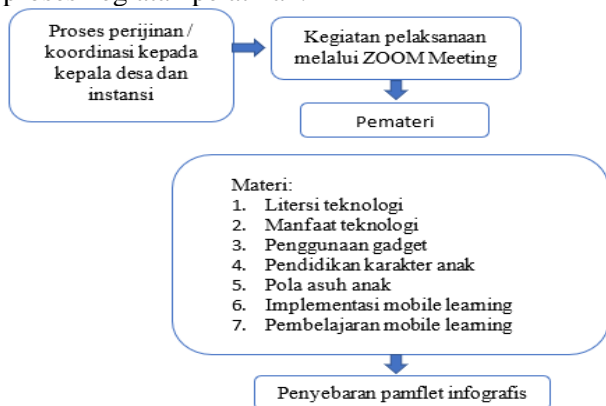 Proses perijinan /
koordinasi kepada
kepala desa dan
instansi
Kegiatan pelaksanaan
melalui ZOOM Meeting
Pemateri
Materi:
1. Litersi teknologi
2. Manfaat teknologi
3. Penggunaan gadget
4. Pendidikan karakter anak
5. Pola asuh anak
6. Implementasi mobile learning
7. Pembelajaran mobile learning
Penyebaran pamflet infografis